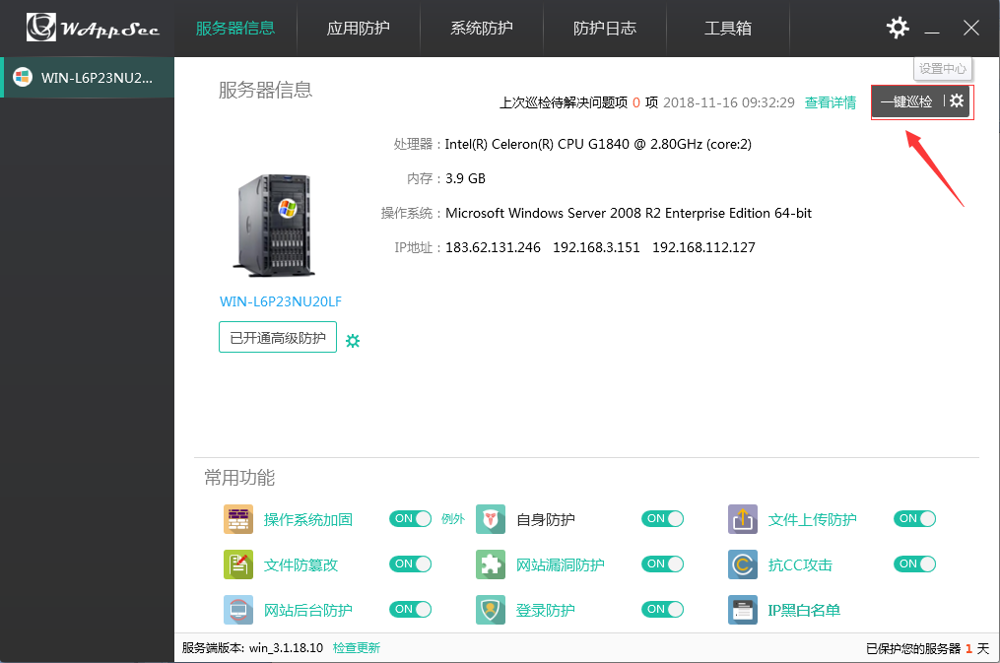 WAppSec 服务器信息 应用防护 系统防护 防护日志 工具箱
WIN-L6P23NU2...
设置中心
服务器信息
上次巡检待解决问题项 0 项 2018-11-16 09:32:29 查看详情 一键巡检
处理器：Intel(R) Celeron(R) CPU G1840 @ 2.80GHz (core:2)
内存：3.9 GB
操作系统：Microsoft Windows Server 2008 R2 Enterprise Edition 64-bit
IP地址：183.62.131.246 192.168.3.151 192.168.112.127
WIN-L6P23NU20LF
已开通高级防护
常用功能
操作系统加固 ON 例外 自身防护 ON 文件上传防护 ON
文件防篡改 ON 网站漏洞防护 ON 抗CC攻击 ON
网站后台防护 ON 登录防护 ON IP黑白名单
服务端版本: win_3.1.18.10 检查更新 已保护您的服务器 1 天